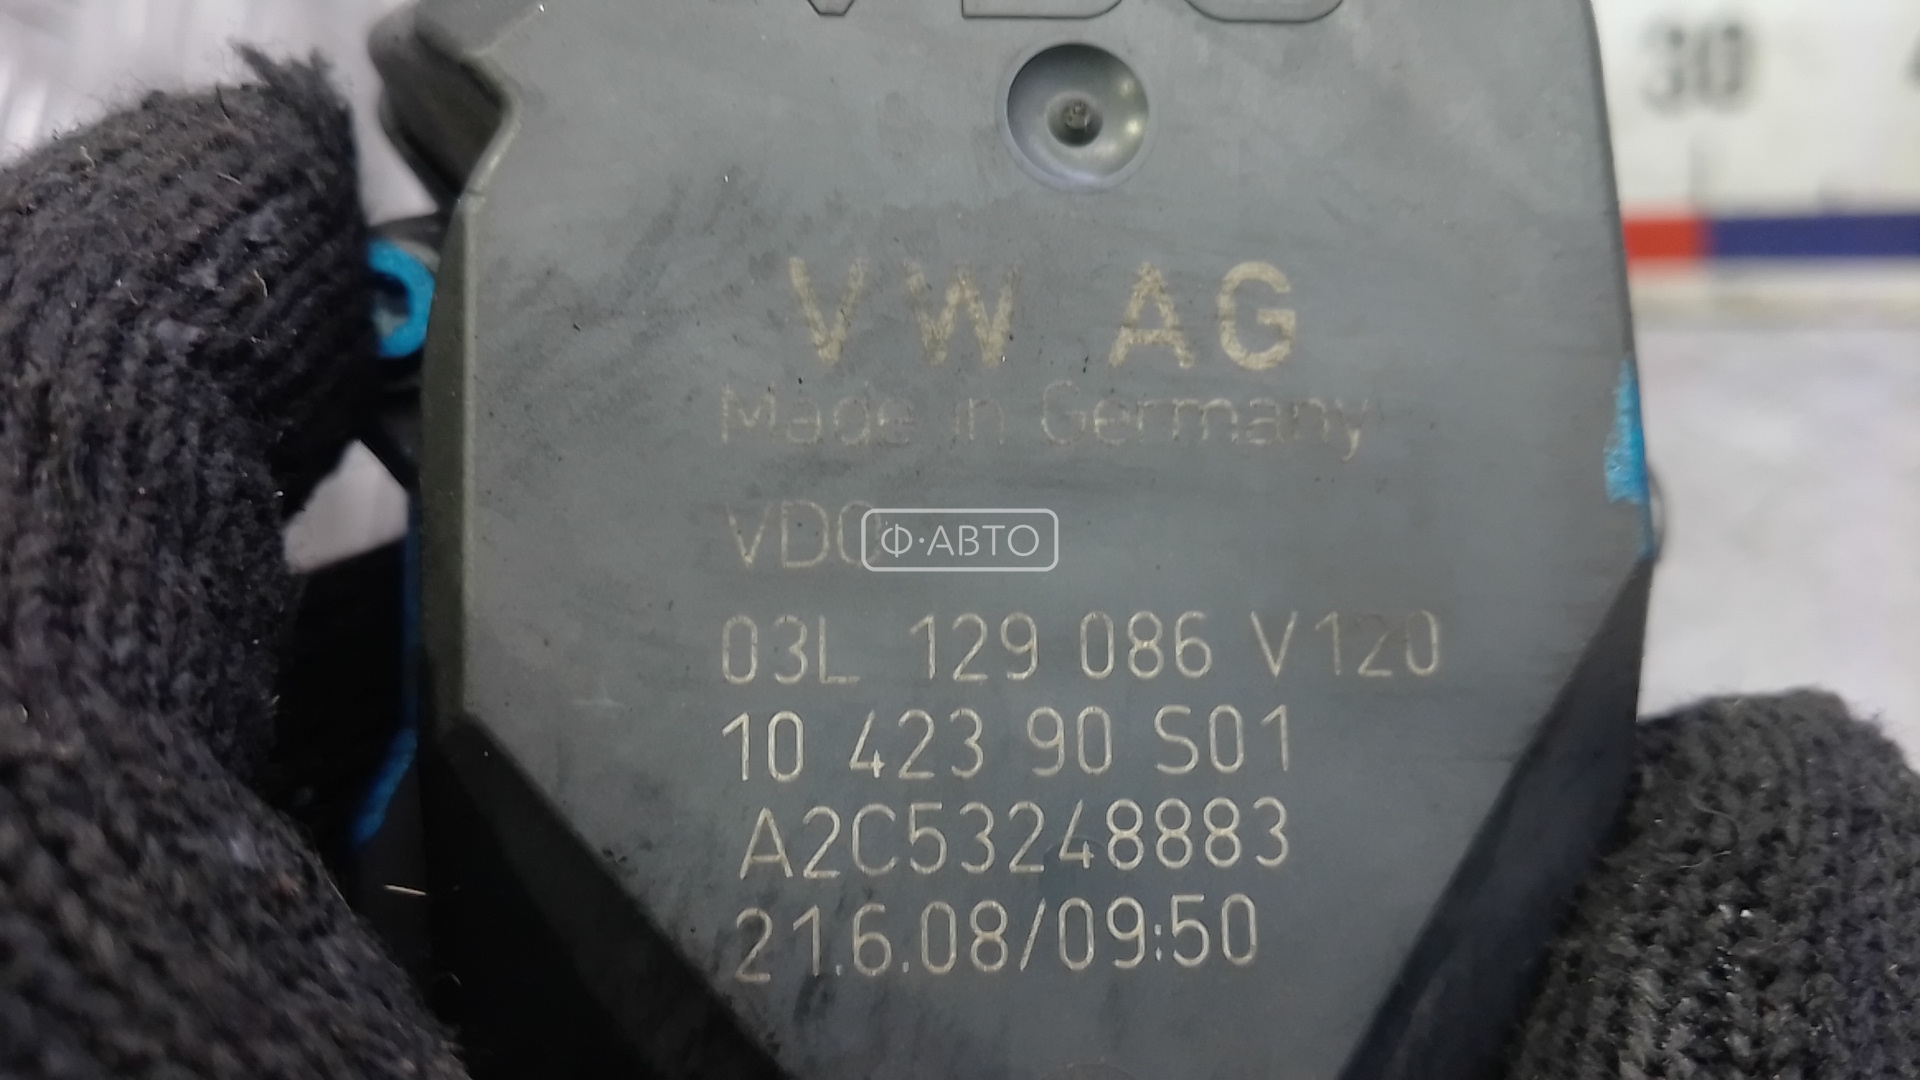 VDO
30
VW AG
Made in Germany
VDO
Ф·АВТО
03L 129 086 V120
10 423 90 S01
A2C53248883
21.6.08/09:50